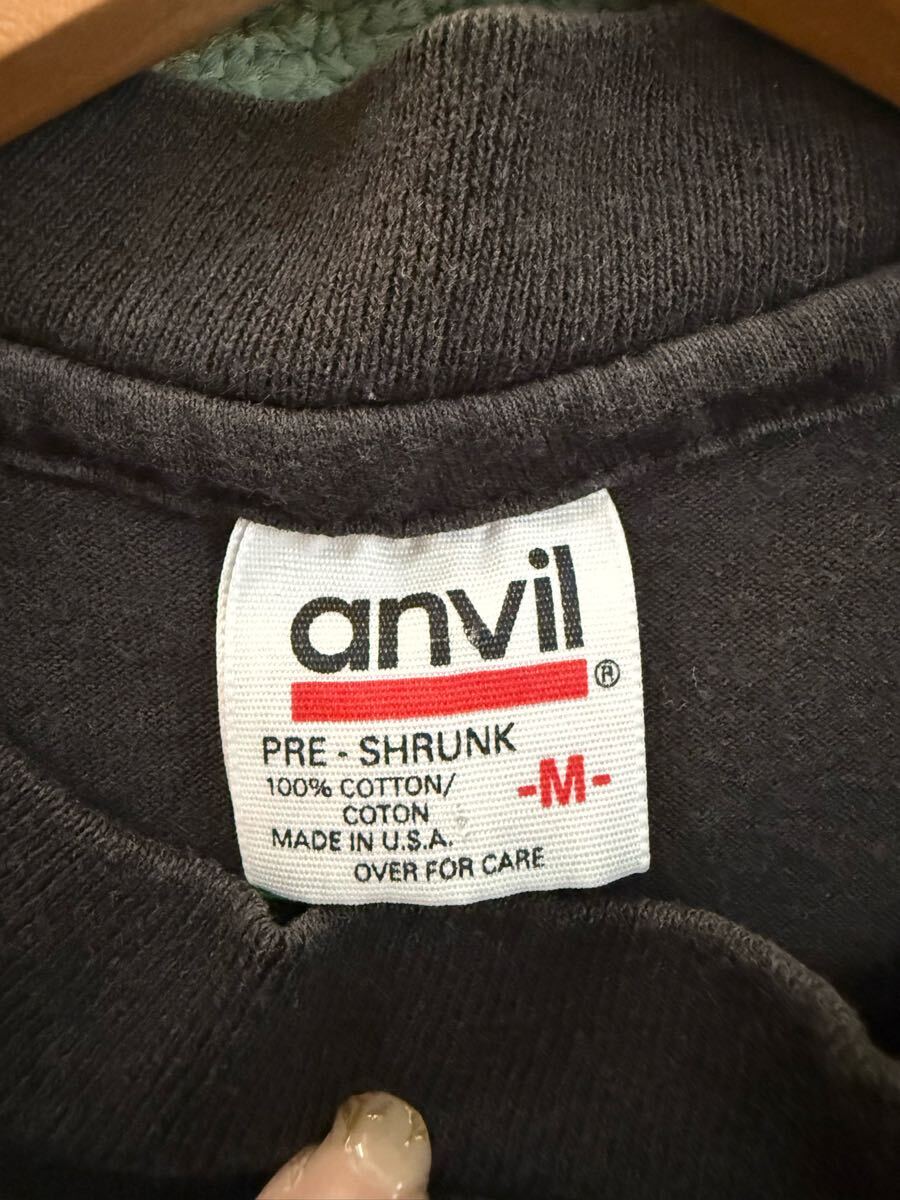 anvil®
PRE - SHRUNK
100% COTTON/
COTON
-M-
MADE IN U.S.A.
OVER FOR CARE